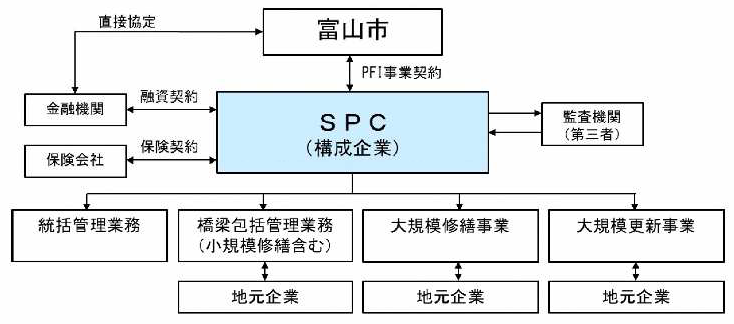 直接協定
富山市
PFI事業契約
金融機関
融資契約
SPC
(構成企業)
監査機関
(第三者)
保険会社
保険契約
統括管理業務
橋梁包括管理業務
(小規模修繕含む)
大規模修繕事業
大規模更新事業
地元企業
地元企業
地元企業